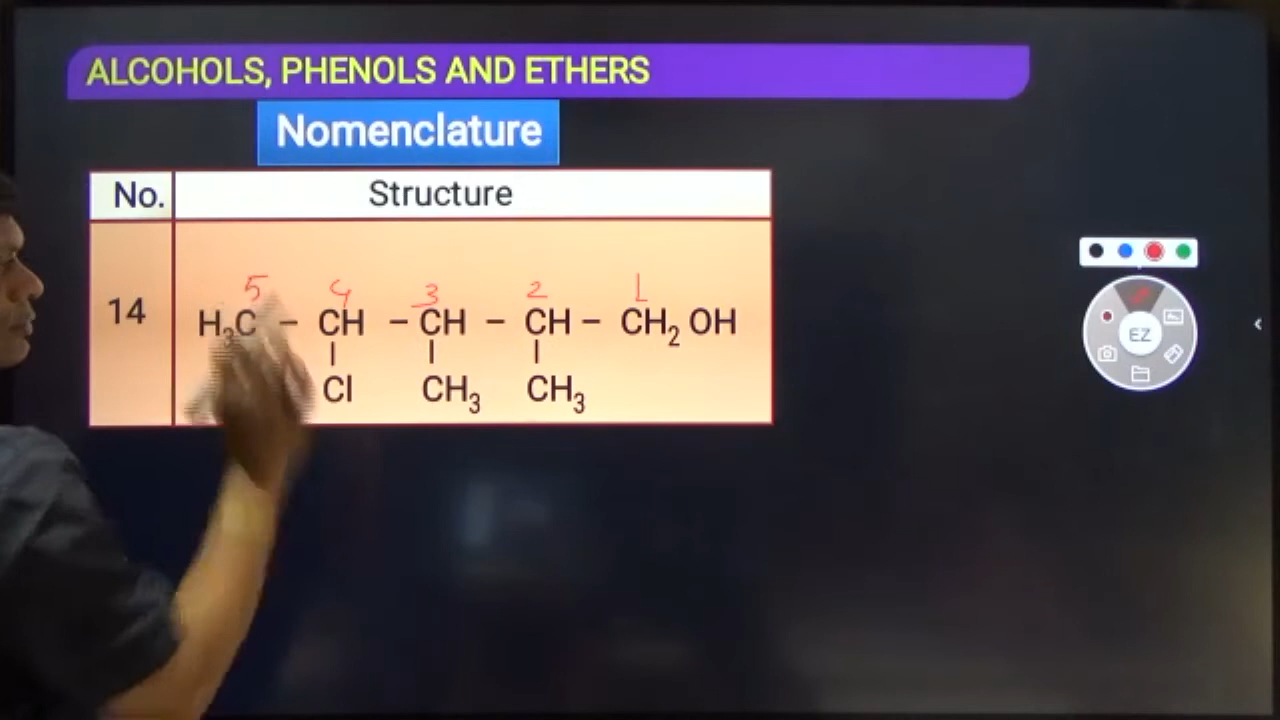 ALCOHOLS, PHENOLS AND ETHERS
Nomenclature
No. Structure
5 4 3 2 1
14 H₃C – CH – CH – CH – CH₂ OH
Cl CH₃ CH₃
EZ